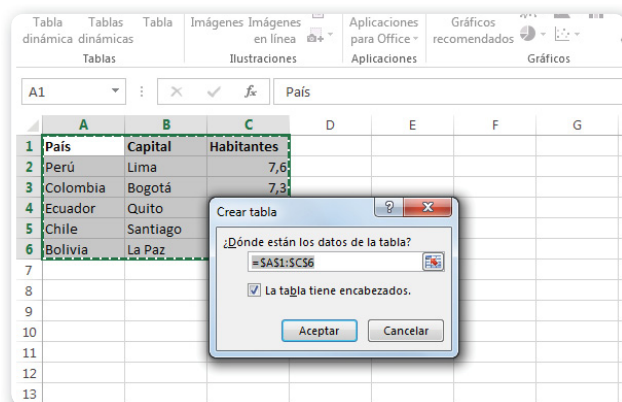 Tabla Tablas Tabla Imágenes Imágenes Aplicaciones Gráficos
dinámica dinámicas en línea para Office recomendados
Tablas Ilustraciones Aplicaciones Gráficos
A1 fx País
A B C D E F G
1 País Capital Habitantes
2 Perú Lima 7,6
3 Colombia Bogotá 7,3
4 Ecuador Quito
5 Chile Santiago
6 Bolivia La Paz
7
8
9
10
11
12
13
Crear tabla
¿Dónde están los datos de la tabla?
=$A$1:$C$6
La tabla tiene encabezados.
Aceptar Cancelar